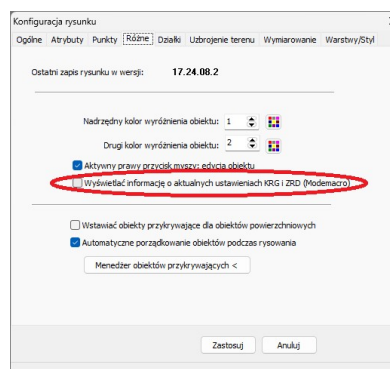 Konfiguracja rysunku
Ogólne Atrybuty Punkty Różne Działki Uzbrojenie terenu Wymiarowanie Warstwy/Styl
Ostatni zapis rysunku w wersji: 17.24.08.2
Nadrzędny kolor wyróżnienia obiektu: 1
Drugi kolor wyróżnienia obiektu: 2
Aktywny prawy przycisk myszy: edycja obiektu
Wyświetlać informację o aktualnych ustawieniach KRG i ZRD (Modemacro)
Wstawiać obiekty przykrywające dla obiektów powierzchniowych
Automatyczne porządkowanie obiektów podczas rysowania
Menedżer obiektów przykrywających <
Zastosuj Anuluj